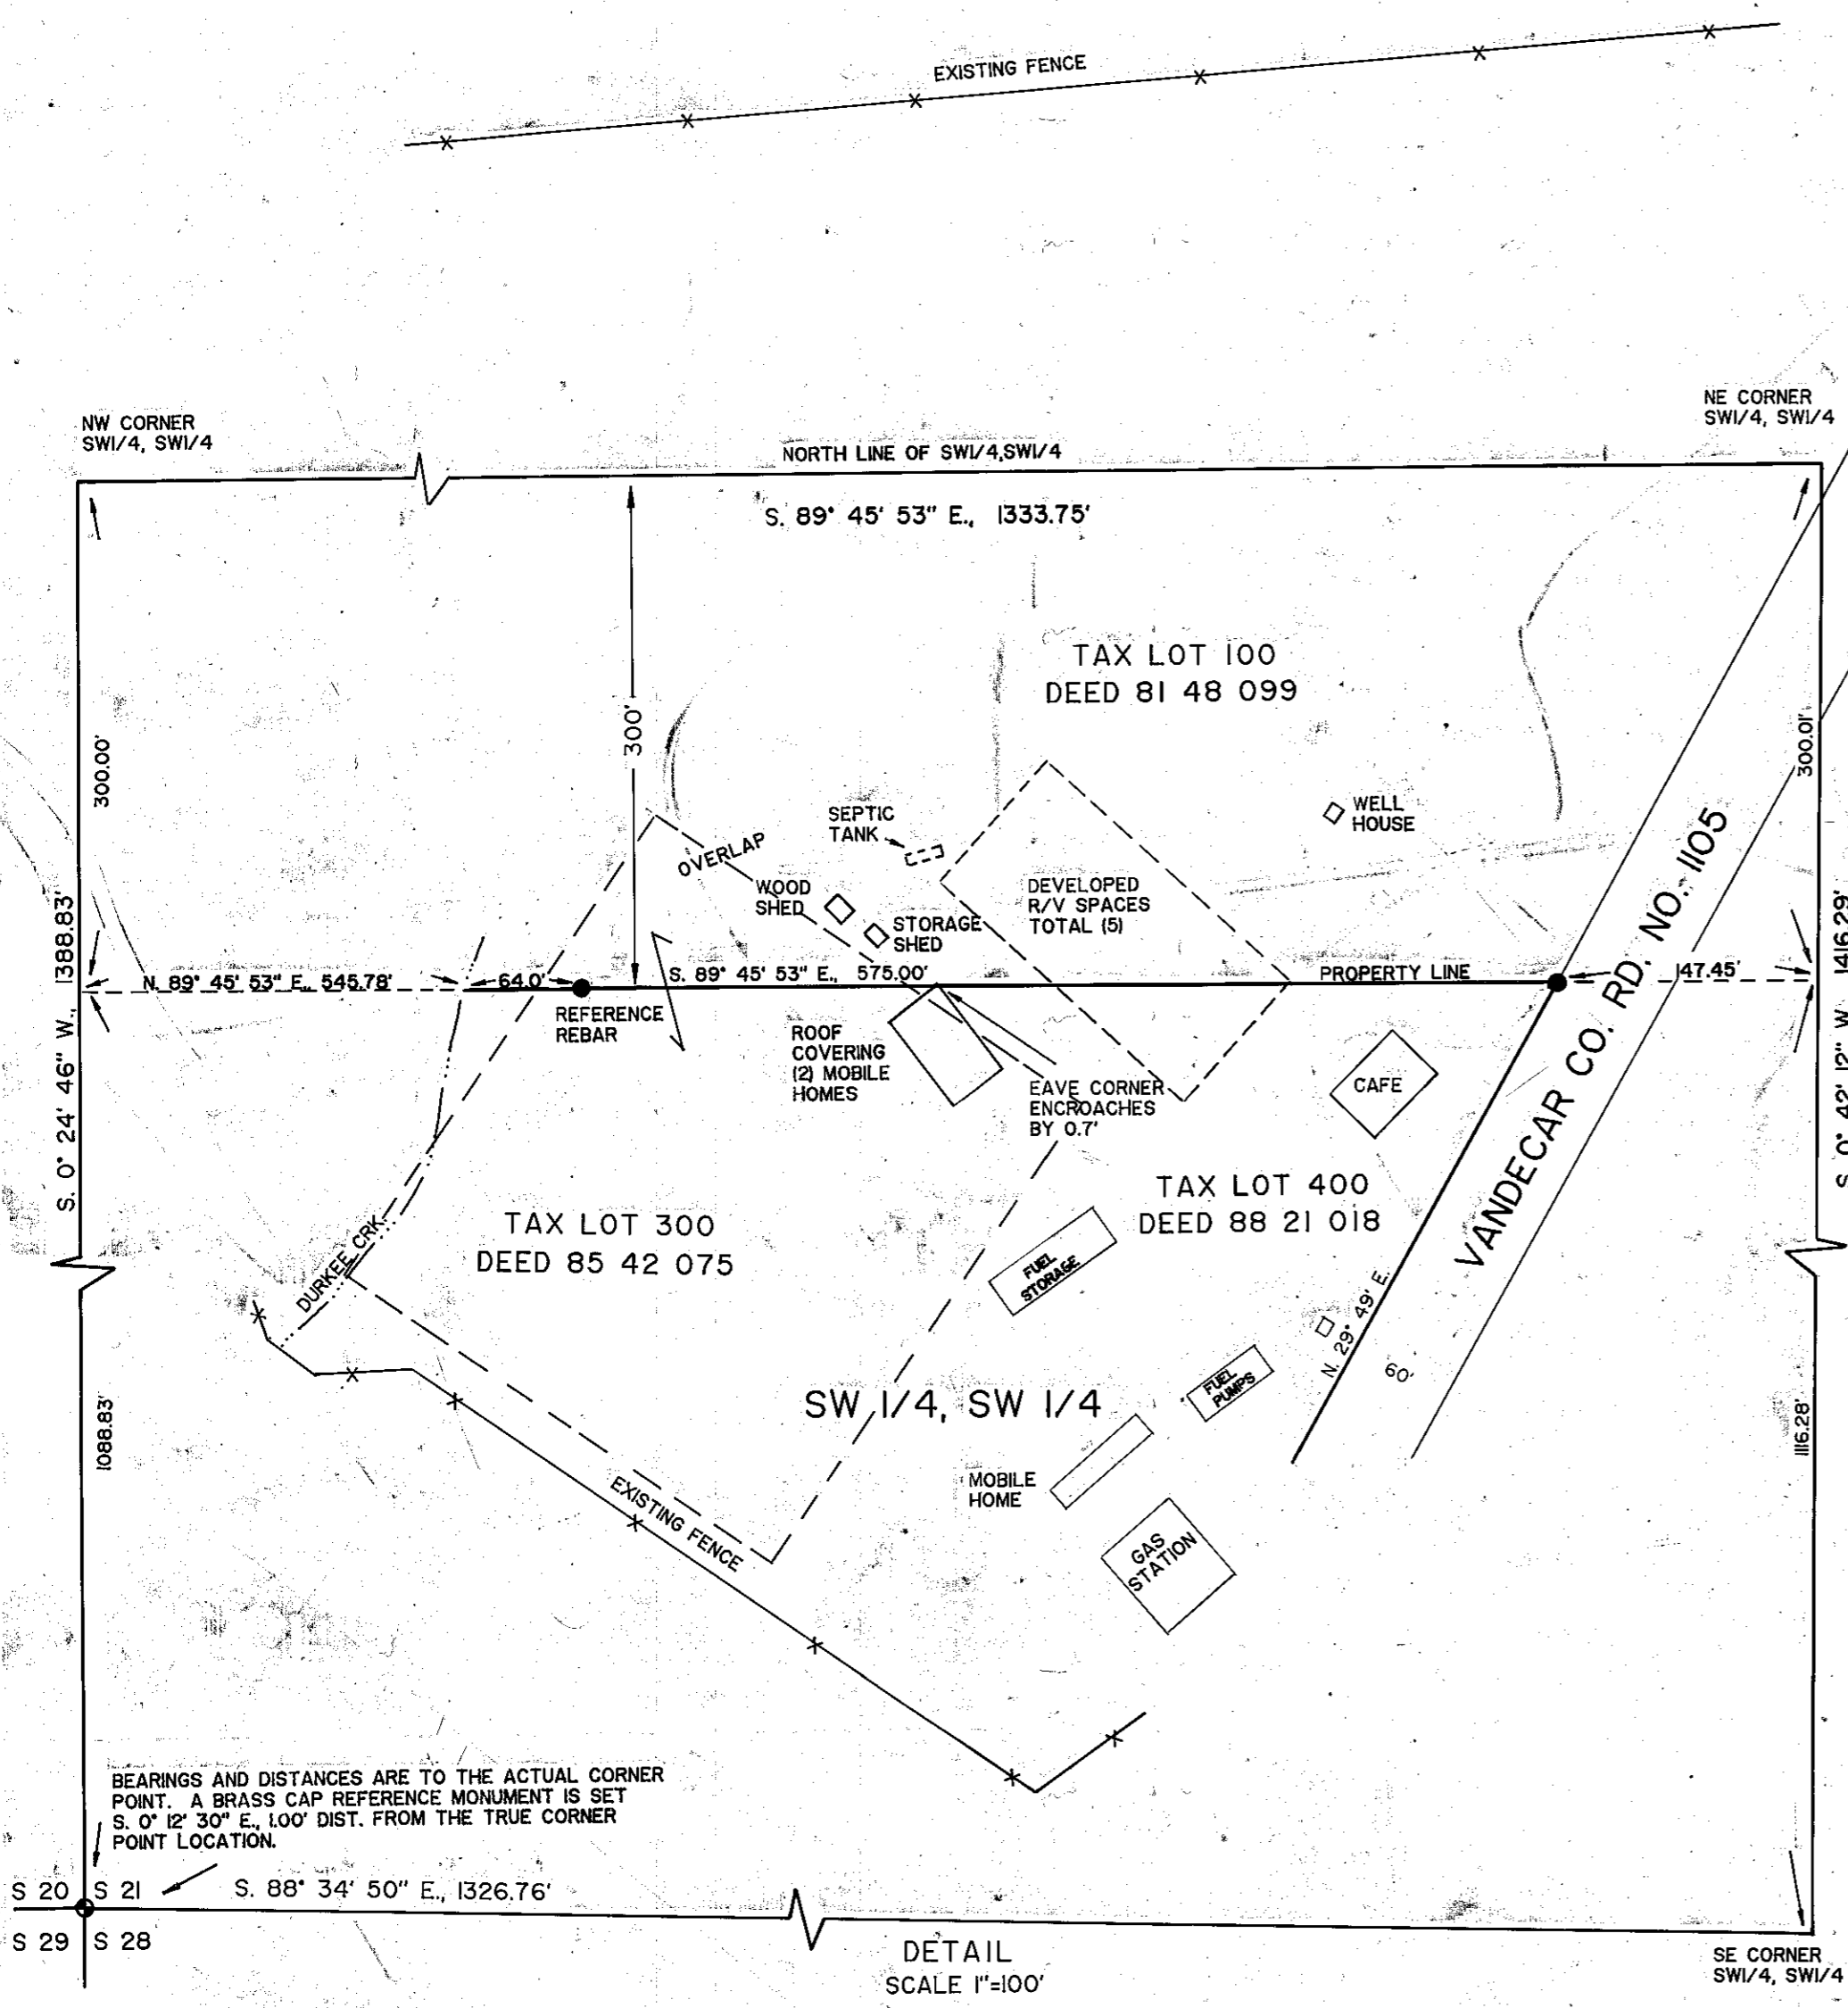 EXISTING FENCE
NW CORNER
SW1/4, SW1/4
NE CORNER
SW1/4, SW1/4
NORTH LINE OF SW1/4,SW1/4
S. 89° 45' 53" E., 1333.75'
TAX LOT 100
DEED 81 48 099
300'
300.00'
300.01'
SEPTIC
TANK
WELL
HOUSE
OVERLAP
WOOD
SHED
STORAGE
SHED
DEVELOPED
R/V SPACES
TOTAL (5)
VANDECAR CO. RD. NO. 1105
S. 0° 24' 46" W., 1388.83'
S. 0° 42' 12" W. 1416.29'
N. 89° 45' 53" E. 545.78'
64.0'
S. 89° 45' 53" E., 575.00'
PROPERTY LINE
147.45'
REFERENCE
REBAR
ROOF
COVERING
(2) MOBILE
HOMES
EAVE CORNER
ENCROACHES
BY 0.7'
CAFE
TAX LOT 300
DEED 85 42 075
TAX LOT 400
DEED 88 21 018
DURKEE CRK.
FUEL
STORAGE
N. 29° 49' E.
60'
FUEL
PUMPS
SW 1/4, SW 1/4
1088.83'
1116.28'
MOBILE
HOME
EXISTING FENCE
GAS
STATION
BEARINGS AND DISTANCES ARE TO THE ACTUAL CORNER
POINT. A BRASS CAP REFERENCE MONUMENT IS SET
S. 0° 12' 30" E., 1.00' DIST. FROM THE TRUE CORNER
POINT LOCATION.
S 20 S 21
S. 88° 34' 50" E., 1326.76'
S 29 S 28
DETAIL
SCALE 1"=100'
SE CORNER
SW1/4, SW1/4